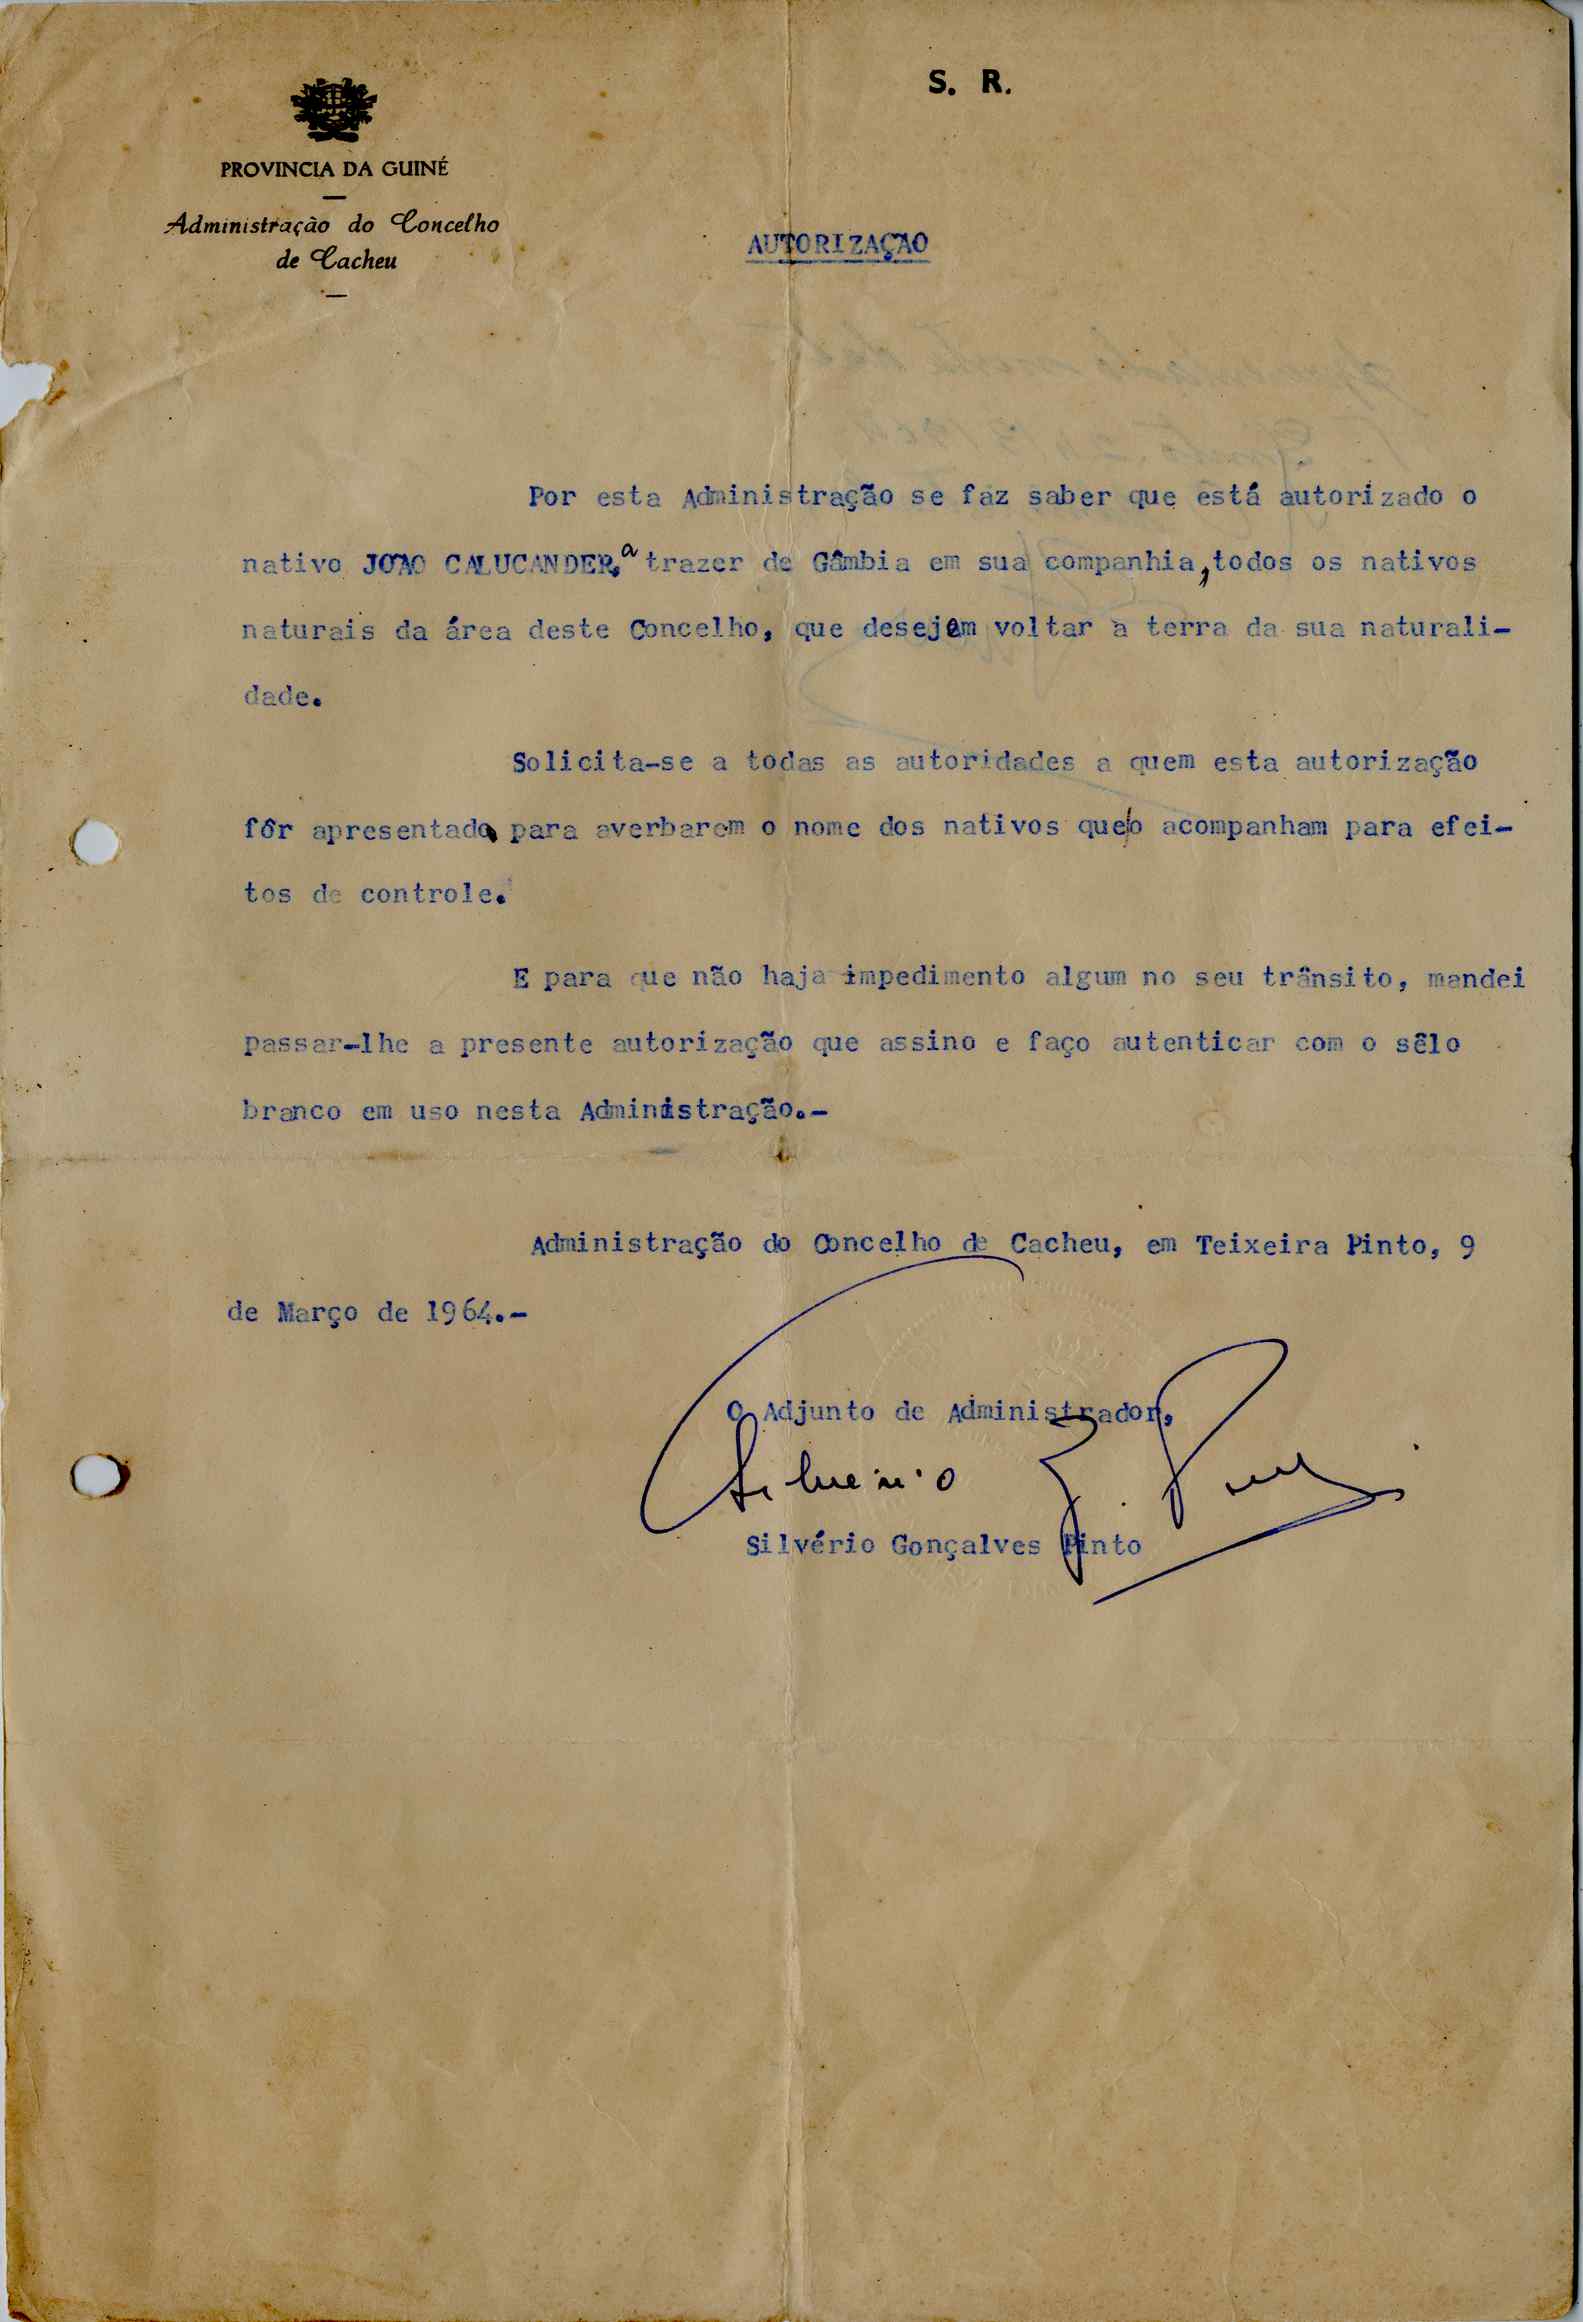 S. R.
PROVINCIA DA GUINÉ
Administração do Concelho
de Cacheu
AUTORIZAÇÃO
Por esta Administração se faz saber que está autorizado o
nativo JOÃO CALUCANDER, a trazer de Gâmbia em sua companhia, todos os nativos
naturais da área deste Concelho, que desejem voltar à terra da sua naturali-
dade.
Solicita-se a todas as autoridades a quem esta autorização
fôr apresentada para averbarem o nome dos nativos que o acompanham para efei-
tos de controle.
E para que não haja impedimento algum no seu trânsito, mandei
passar-lhe a presente autorização que assino e faço autenticar com o sêlo
branco em uso nesta Administração.-
Administração do Concelho de Cacheu, em Teixeira Pinto, 9
de Março de 1964.-
O Adjunto de Administrador,
Silvério G. Pinto
Silvério Gonçalves Pinto